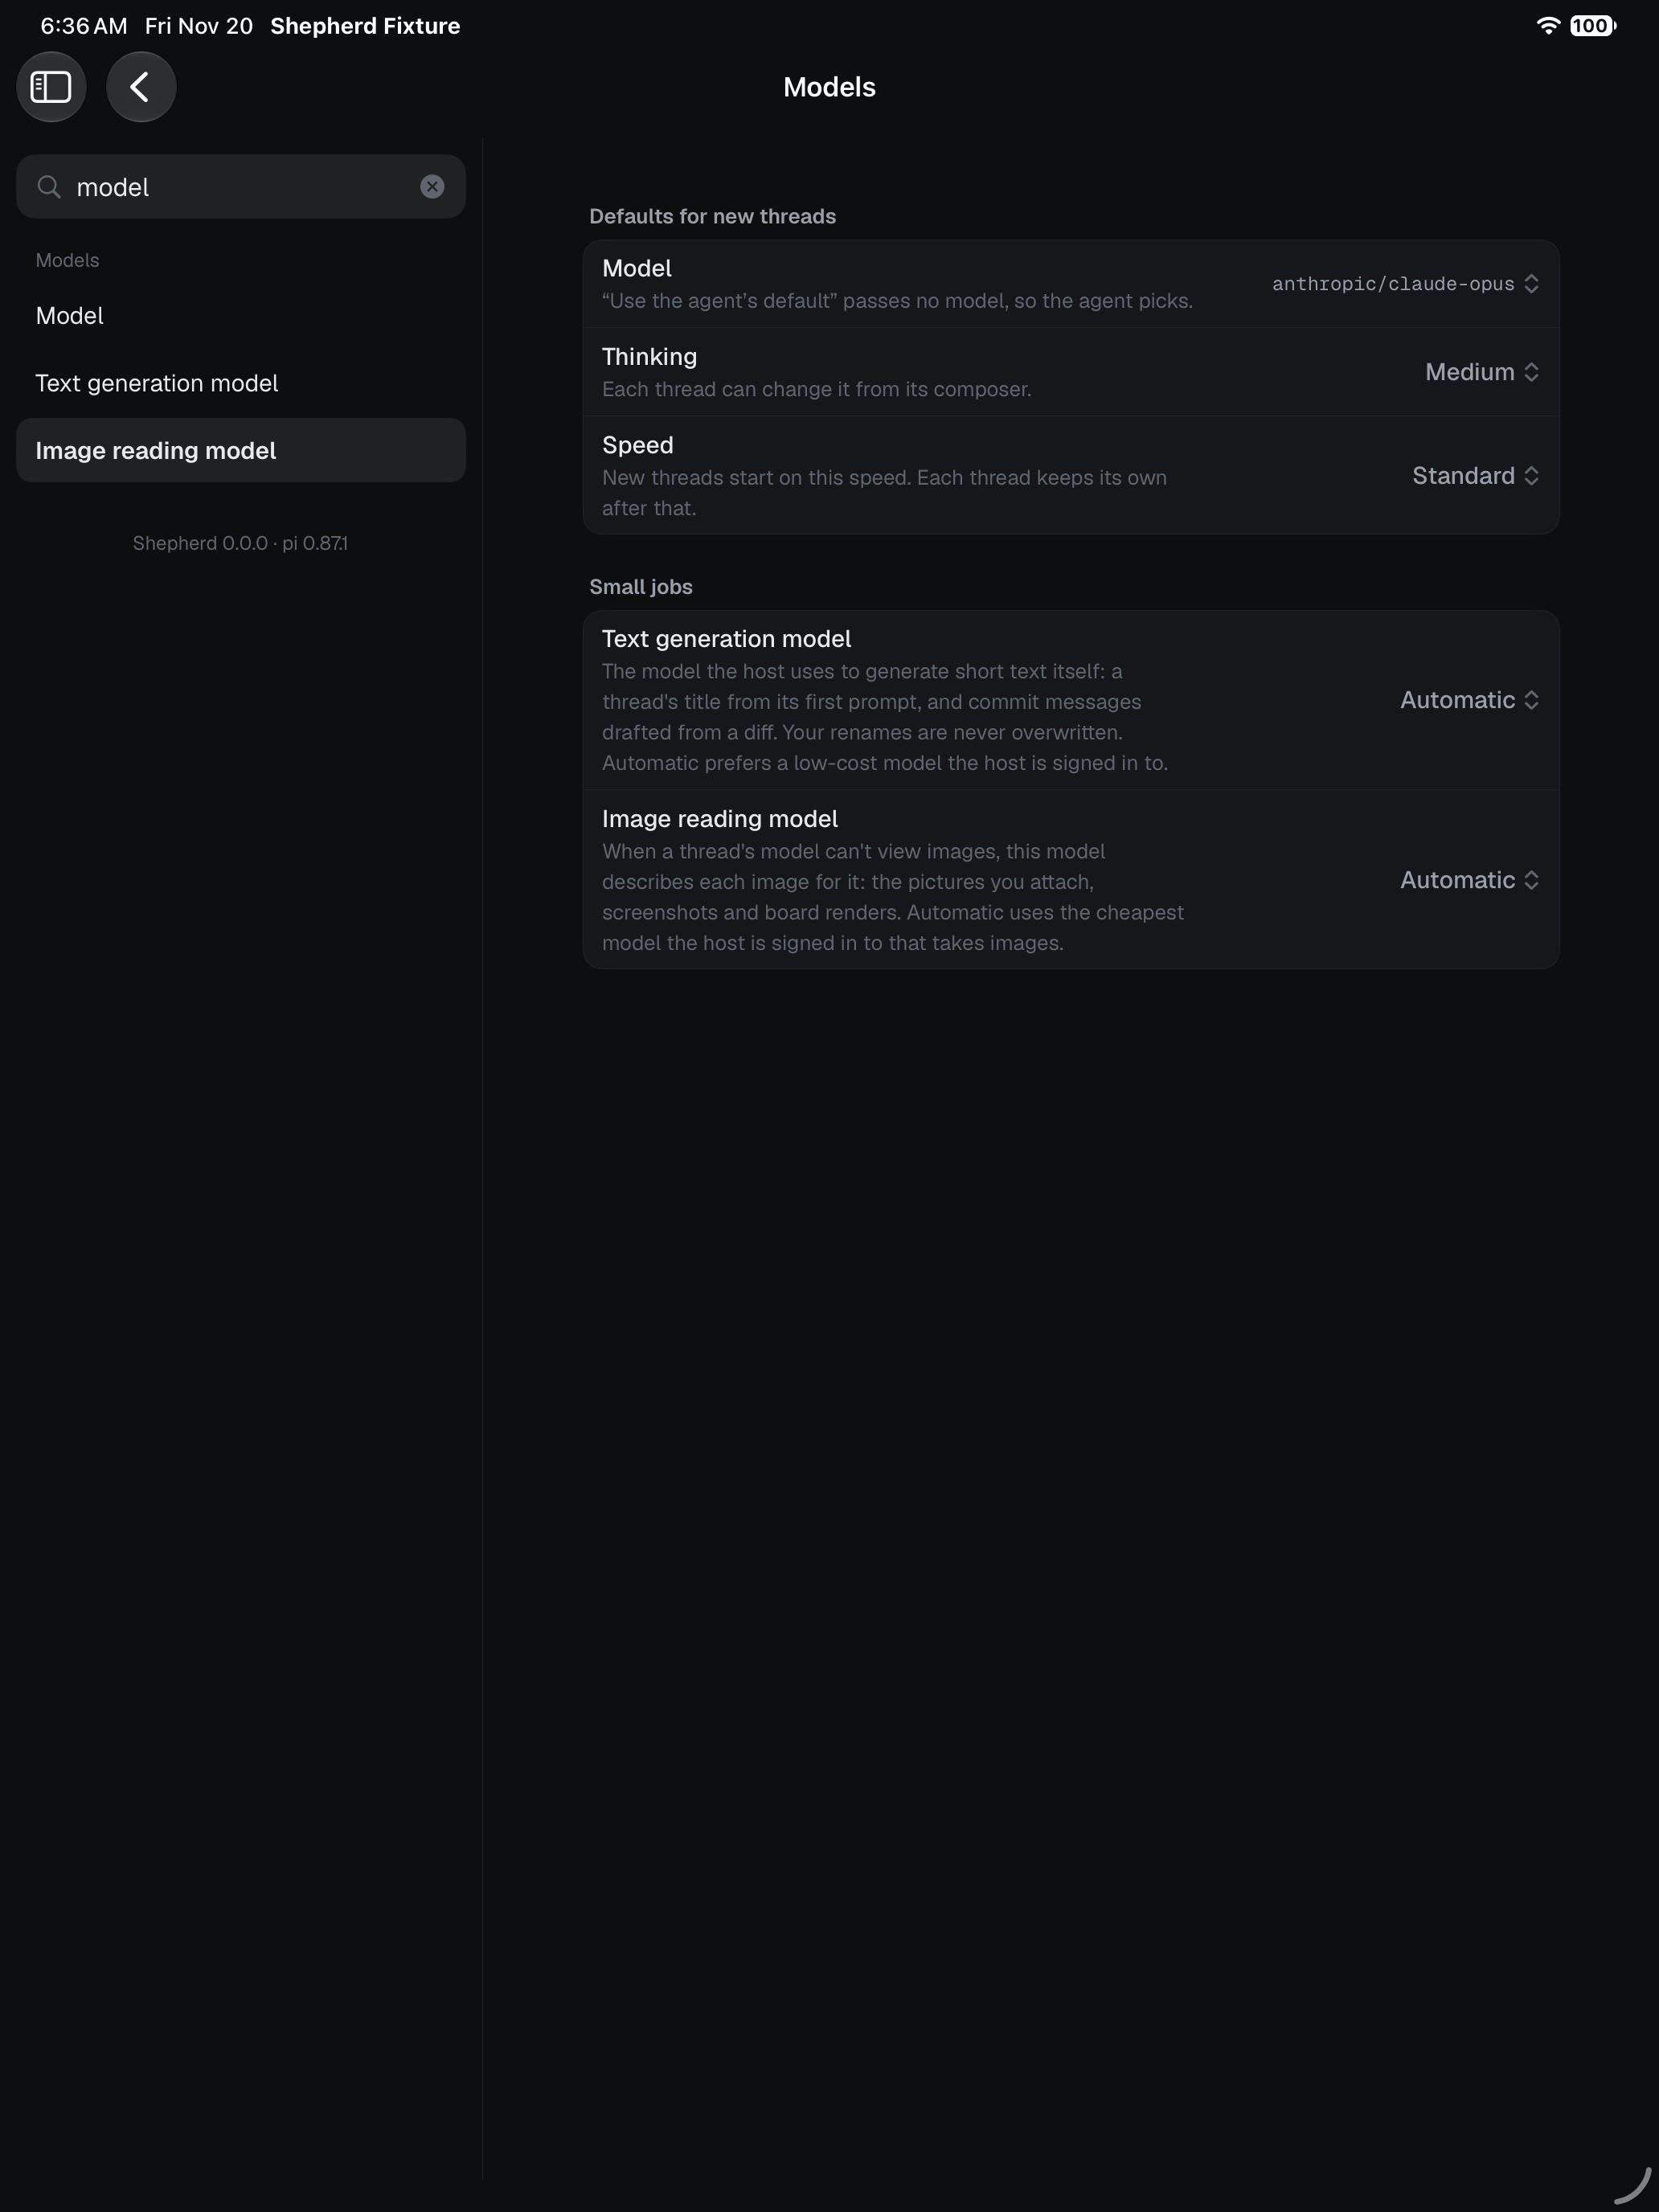 6:36 AM Fri Nov 20 Shepherd Fixture
100
Models
model
Models
Model
Text generation model
Image reading model
Shepherd 0.0.0 · pi 0.87.1
Defaults for new threads
Model
“Use the agent’s default” passes no model, so the agent picks.
anthropic/claude-opus
Thinking
Each thread can change it from its composer.
Medium
Speed
New threads start on this speed. Each thread keeps its own
after that.
Standard
Small jobs
Text generation model
The model the host uses to generate short text itself: a
thread's title from its first prompt, and commit messages
drafted from a diff. Your renames are never overwritten.
Automatic prefers a low-cost model the host is signed in to.
Automatic
Image reading model
When a thread's model can't view images, this model
describes each image for it: the pictures you attach,
screenshots and board renders. Automatic uses the cheapest
model the host is signed in to that takes images.
Automatic